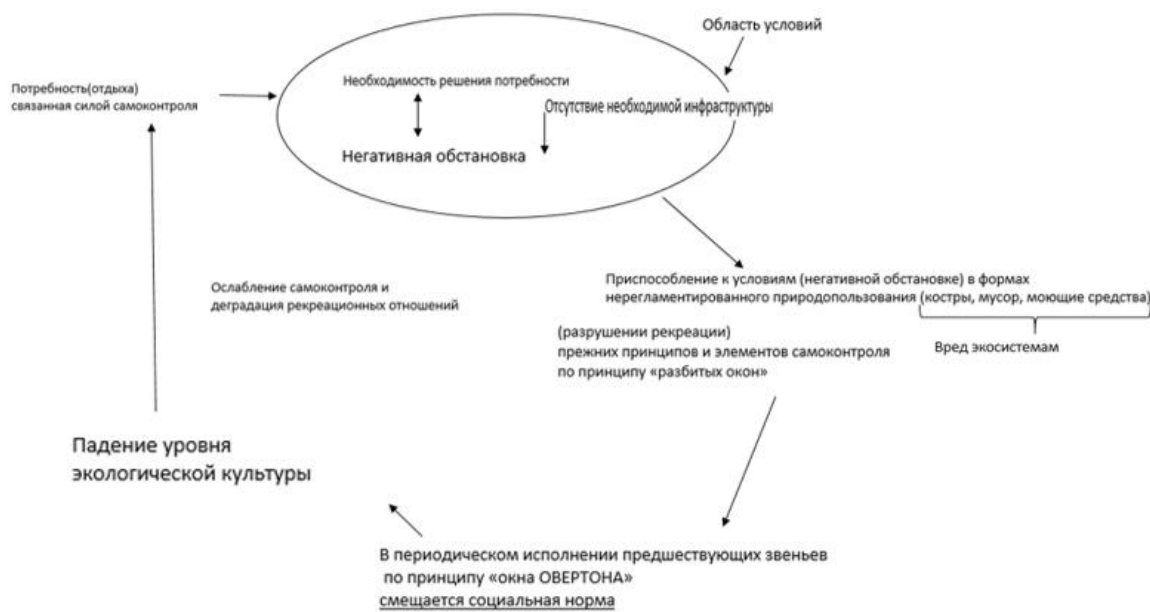 Область условий
Потребность(отдыха)
связанная силой самоконтроля
Необходимость решения потребности
Отсутствие необходимой инфраструктуры
Негативная обстановка
Приспособление к условиям (негативной обстановке) в формах
нерегламентированного природопользования (костры, мусор, моющие средства)
Вред экосистемам
Ослабление самоконтроля и
деградация рекреационных отношений
(разрушении рекреации)
прежних принципов и элементов самоконтроля
по принципу «разбитых окон»
Падение уровня
экологической культуры
В периодическом исполнении предшествующих звеньев
по принципу «окна ОВЕРТОНА»
смещается социальная норма